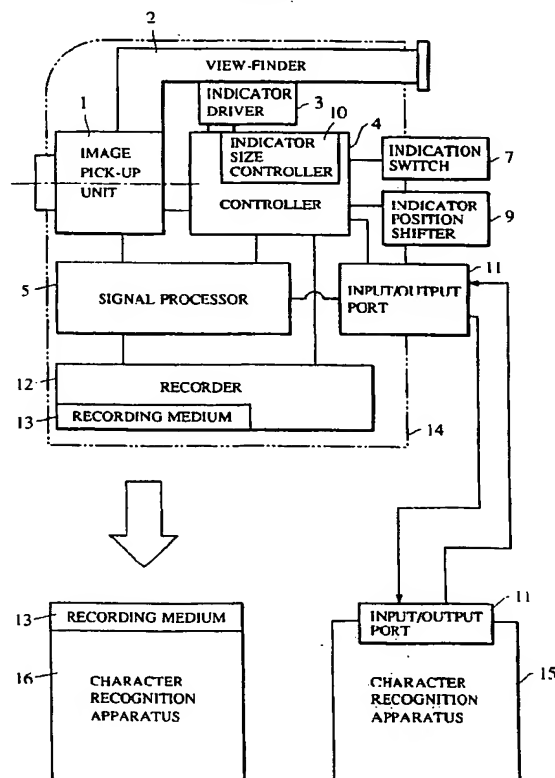 2
VIEW-FINDER
1
INDICATOR
DRIVER
3
10
4
IMAGE
PICK-UP
UNIT
INDICATOR
SIZE
CONTROLLER
CONTROLLER
INDICATION
SWITCH
7
INDICATOR
POSITION
SHIFTER
9
11
5
SIGNAL PROCESSOR
INPUT/OUTPUT
PORT
12
RECORDER
13
RECORDING MEDIUM
14
13
RECORDING MEDIUM
11
INPUT/OUTPUT
PORT
16
CHARACTER
RECOGNITION
APPARATUS
CHARACTER
RECOGNITION
APPARATUS
15